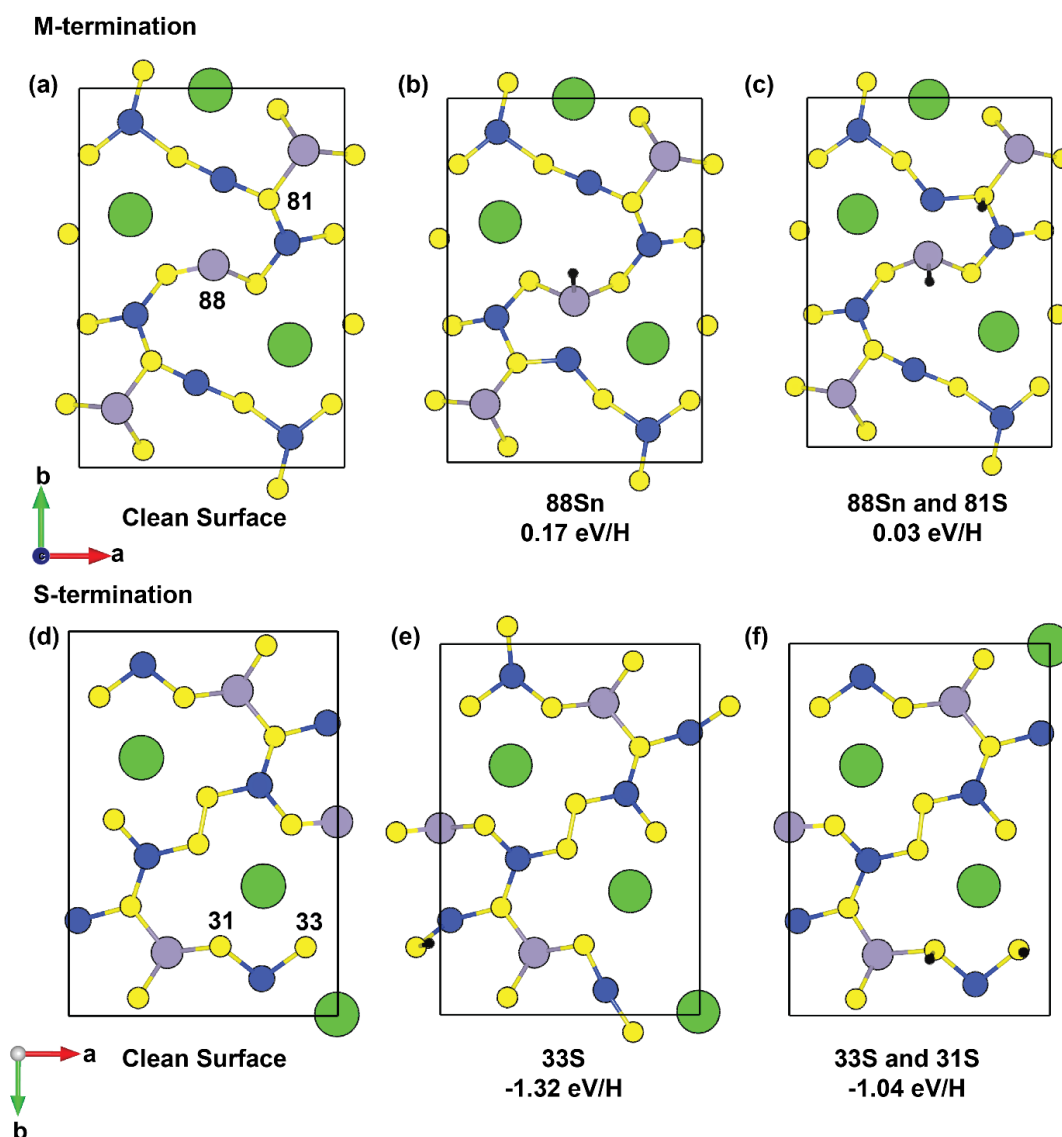 M-termination
(a)
(b)
(c)
81
88
81
b
c
a
Clean Surface
88Sn
0.17 eV/H
88Sn and 81S
0.03 eV/H
S-termination
(d)
(e)
(f)
31
33
a
b
Clean Surface
33S
-1.32 eV/H
33S and 31S
-1.04 eV/H